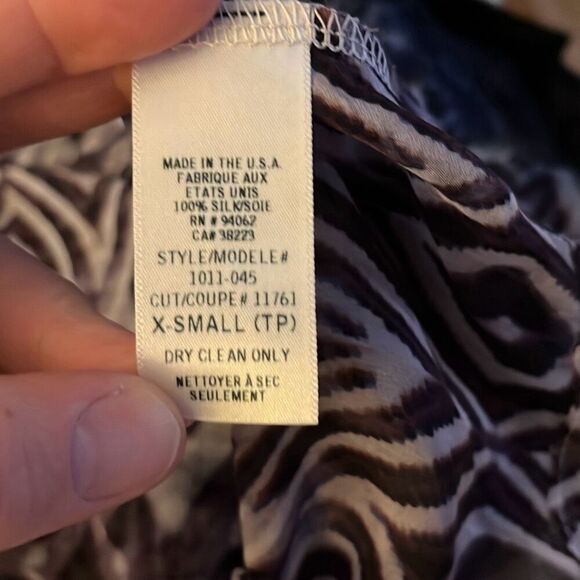 MADE IN THE U.S.A.
FABRIQUE AUX
ETATS UNIS
100% SILK/SOIE
RN # 94062
CA# 38223
STYLE/MODELE#
1011-045
CUT/COUPE# 11761
X-SMALL (TP)
DRY CLEAN ONLY
NETTOYER À SEC
SEULEMENT